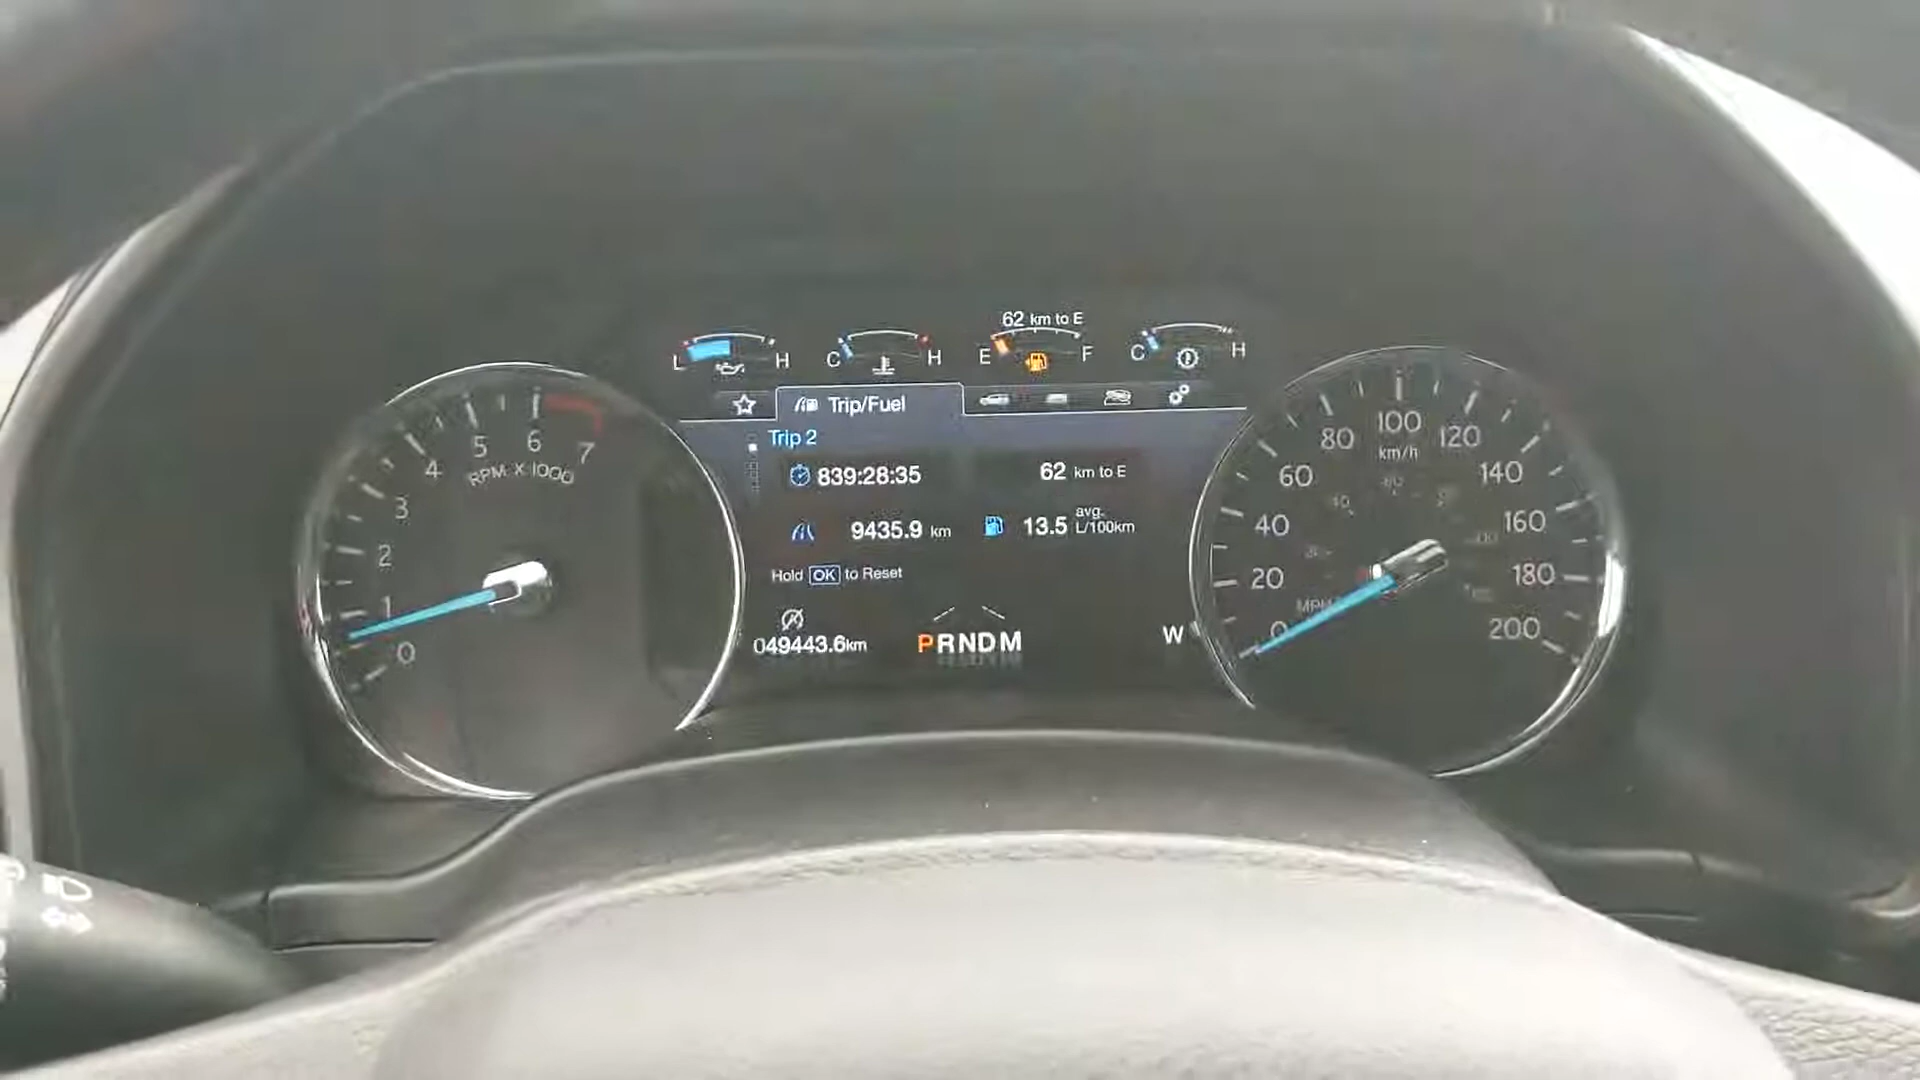 62 km to E
L H C H E F C H
Trip/Fuel
Trip 2
839:28:35 62 km to E
9435.9 km 13.5 avg. L/100km
Hold OK to Reset
049443.6km PRNDM W
0 1 2 3 4 5 6 7
RPM X 1000
0 20 40 60 80 100 120 140 160 180 200
km/h
MPH